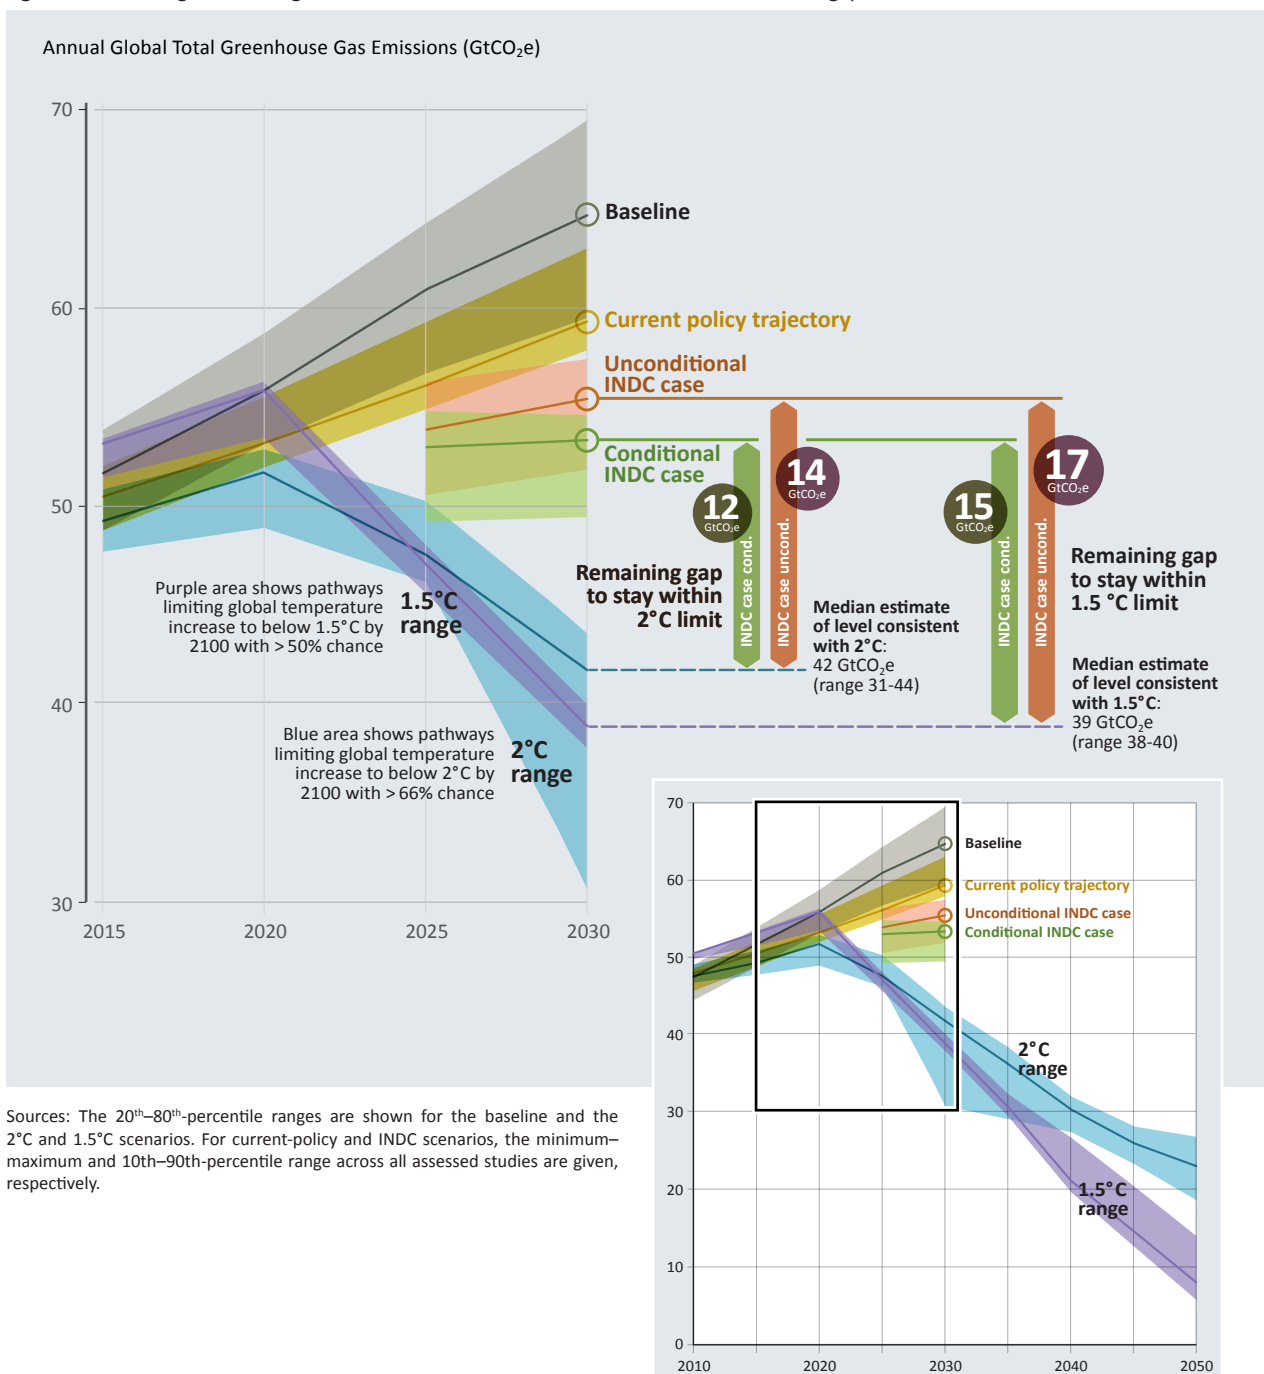 Annual Global Total Greenhouse Gas Emissions (GtCO₂e)
70
60
50
40
30
2015
2020
2025
2030
Baseline
Current policy trajectory
Unconditional
INDC case
Conditional
INDC case
12
GtCO₂e
14
GtCO₂e
15
GtCO₂e
17
GtCO₂e
INDC case cond.
INDC case uncond.
INDC case cond.
INDC case uncond.
Remaining gap
to stay within
2°C limit
Remaining gap
to stay within
1.5 °C limit
Median estimate
of level consistent
with 2°C:
42 GtCO₂e
(range 31-44)
Median estimate
of level consistent
with 1.5°C:
39 GtCO₂e
(range 38-40)
Purple area shows pathways
limiting global temperature
increase to below 1.5°C by
2100 with > 50% chance
1.5°C
range
Blue area shows pathways
limiting global temperature
increase to below 2°C by
2100 with > 66% chance
2°C
range
70
60
50
40
30
20
10
0
2010
2020
2030
2040
2050
Baseline
Current policy trajectory
Unconditional INDC case
Conditional INDC case
2°C
range
1.5°C
range
Sources: The 20th–80th-percentile ranges are shown for the baseline and the
2°C and 1.5°C scenarios. For current-policy and INDC scenarios, the minimum–
maximum and 10th–90th-percentile range across all assessed studies are given,
respectively.